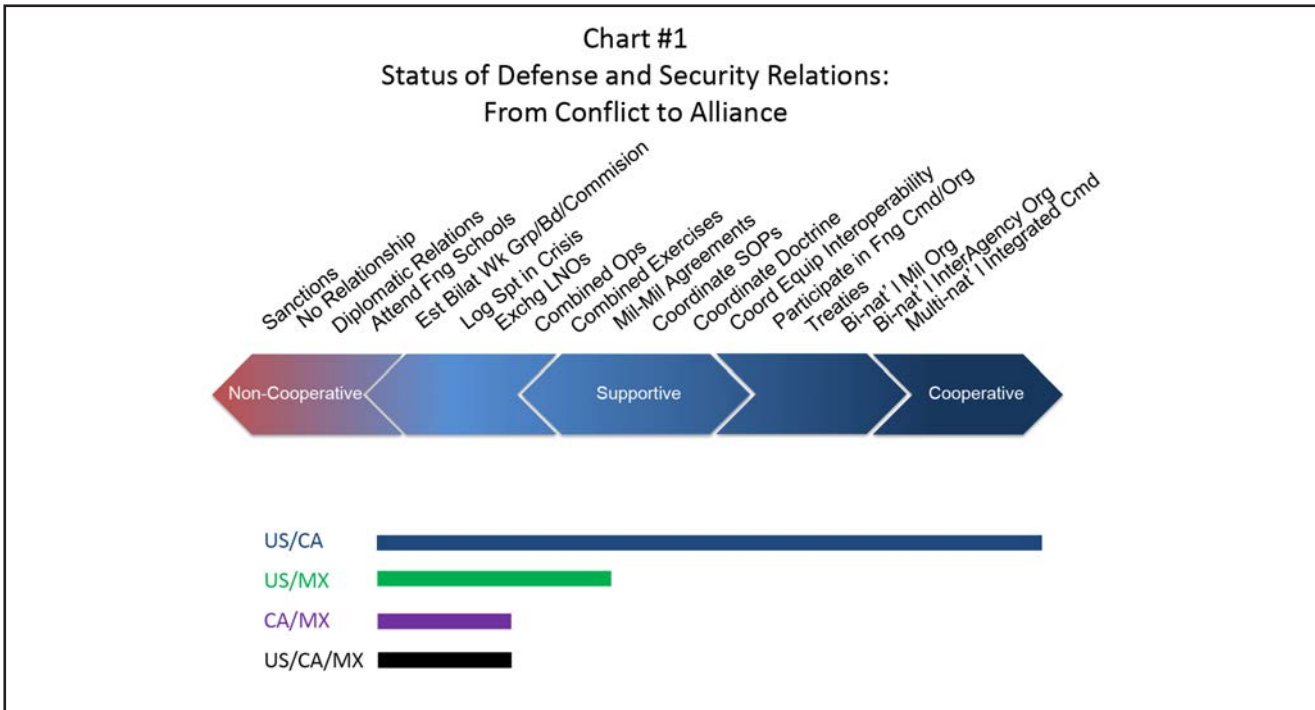 Chart #1
Status of Defense and Security Relations:
From Conflict to Alliance
Sanctions
No Relationship
Diplomatic Relations
Attend Fng Schools
Est Bilat Wk Grp/Bd/Commision
Log Spt in Crisis
Exchg LNOs
Combined Ops
Combined Exercises
Mil-Mil Agreements
Coordinate SOPs
Coordinate Doctrine
Coord Equip Interoperability
Participate in Fng Cmd/Org
Treaties
Bi-nat' l Mil Org
Bi-nat' l InterAgency Org
Multi-nat' l Integrated Cmd
Non-Cooperative
Supportive
Cooperative
US/CA
US/MX
CA/MX
US/CA/MX